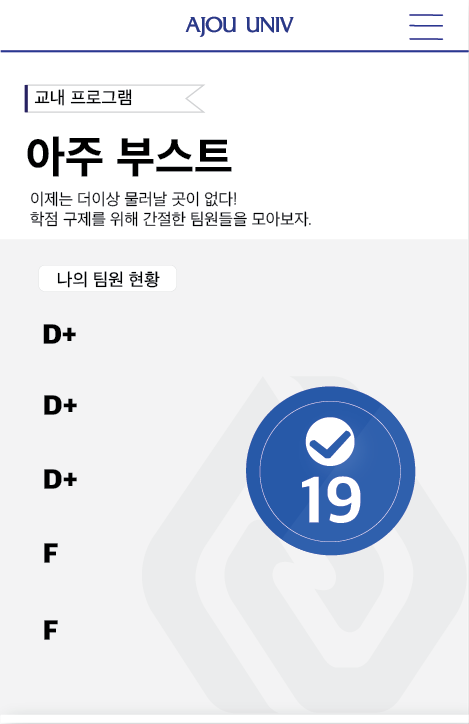 AJOU UNIV
교내 프로그램
아주 부스트
이제는 더이상 물러날 곳이 없다!
학점 구제를 위해 간절한 팀원들을 모아보자.
나의 팀원 현황
D+
D+
D+
F
F
19